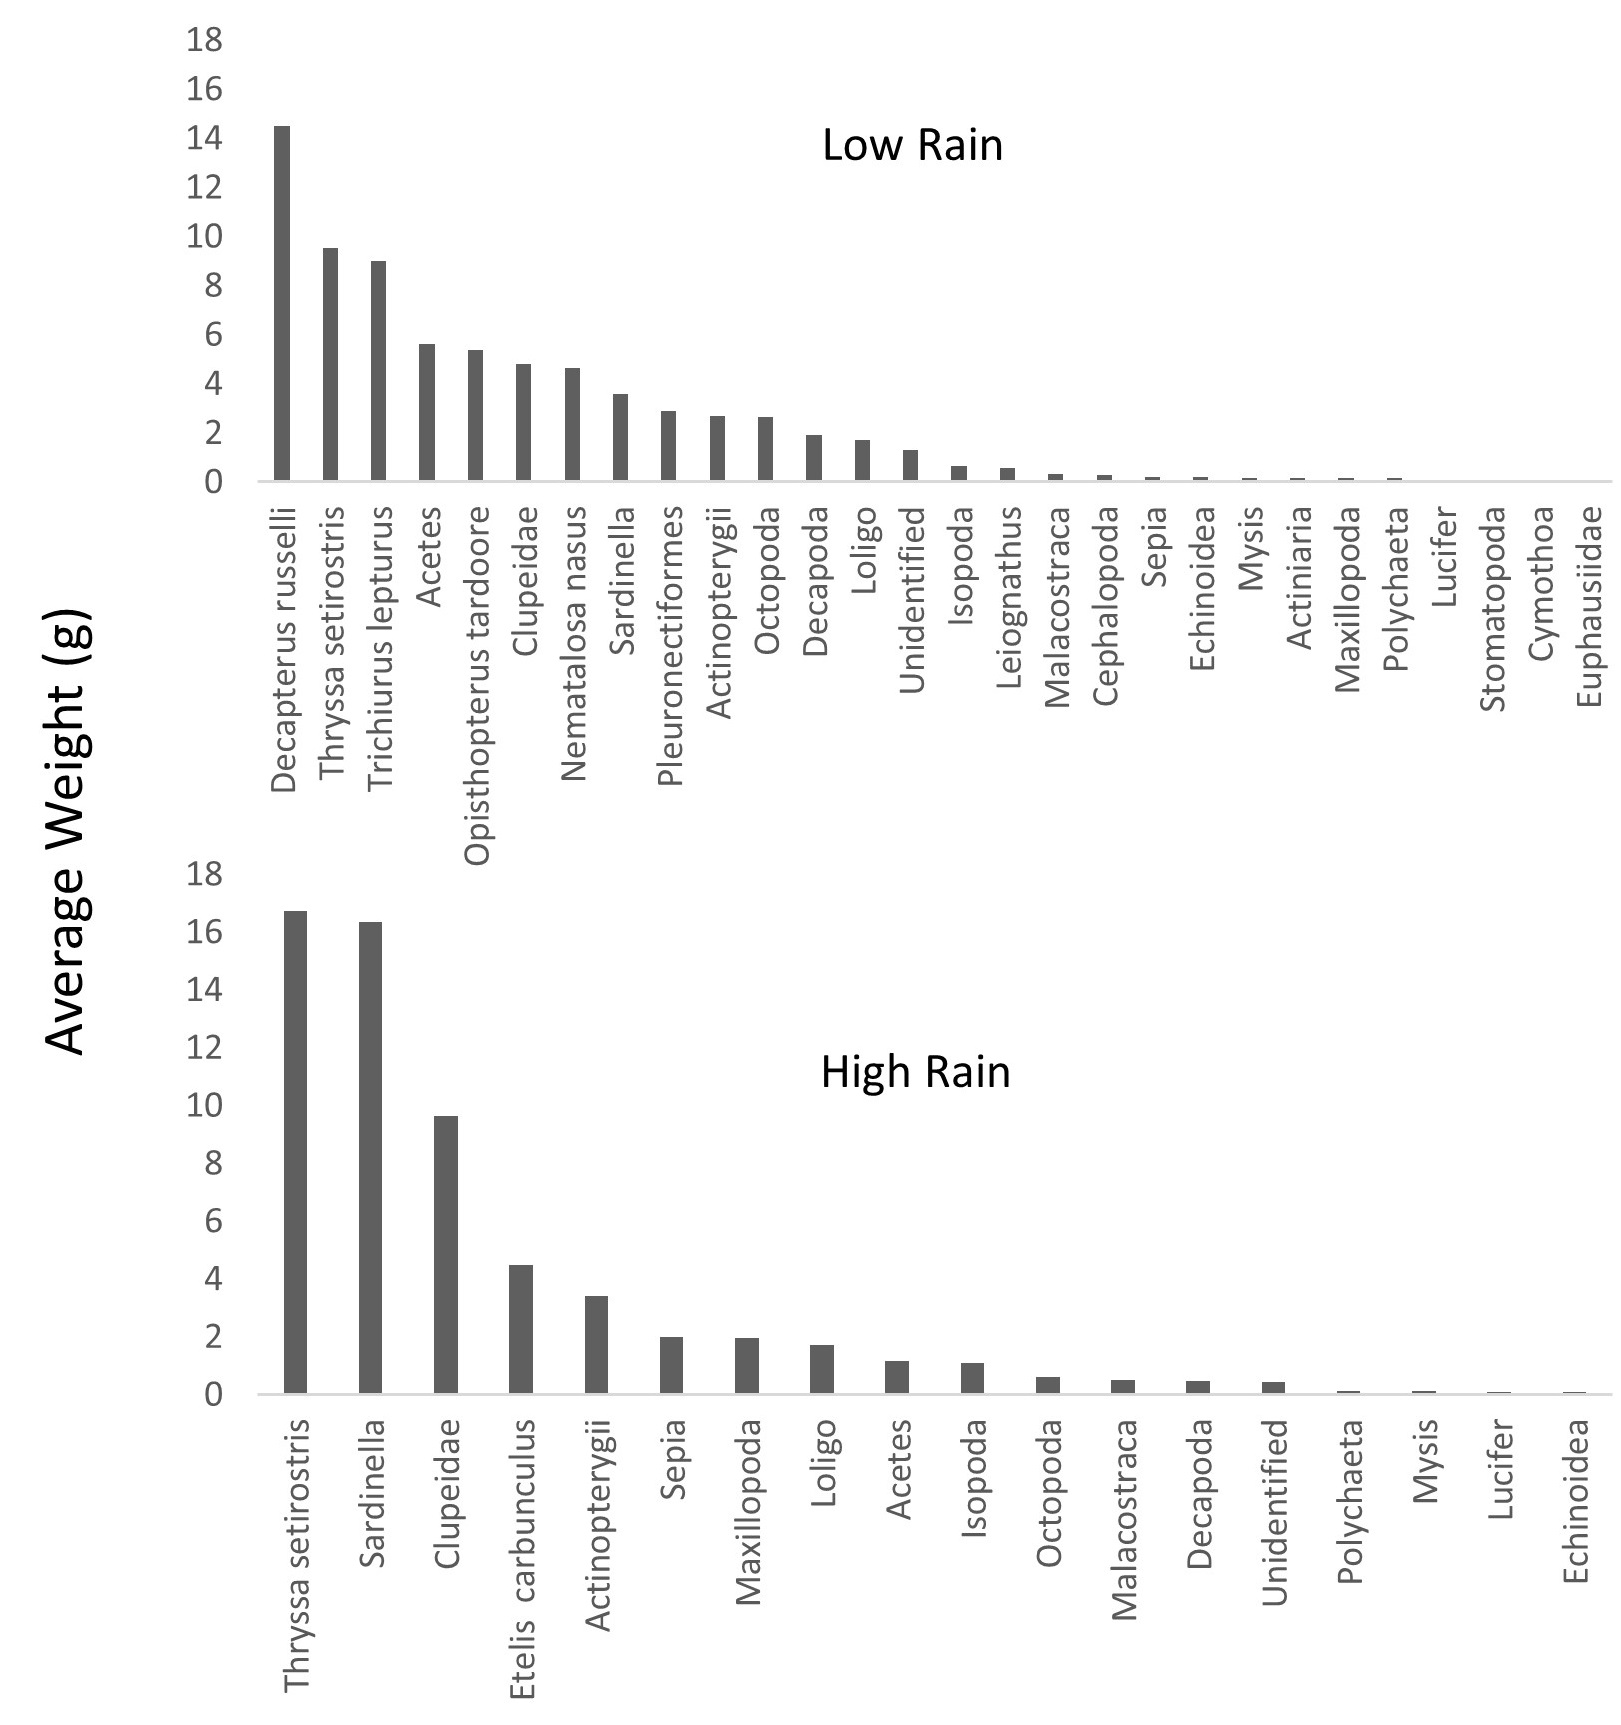 Average Weight (g)
18
16
14
12
10
8
6
4
2
0
Low Rain
Decapterus russelli
Thryssa setirostris
Trichiurus lepturus
Acetes
Opisthopterus tardoore
Clupeidae
Nematalosa nasus
Sardinella
Pleuronectiformes
Actinopterygii
Octopoda
Decapoda
Loligo
Unidentified
Isopoda
Leiognathus
Malacostraca
Cephalopoda
Sepia
Echinoidea
Mysis
Actiniaria
Maxillopoda
Polychaeta
Lucifer
Stomatopoda
Cymothoa
Euphausiidae
18
16
14
12
10
8
6
4
2
0
High Rain
Thryssa setirostris
Sardinella
Clupeidae
Etelis carbunculus
Actinopterygii
Sepia
Maxillopoda
Loligo
Acetes
Isopoda
Octopoda
Malacostraca
Decapoda
Unidentified
Polychaeta
Mysis
Lucifer
Echinoidea